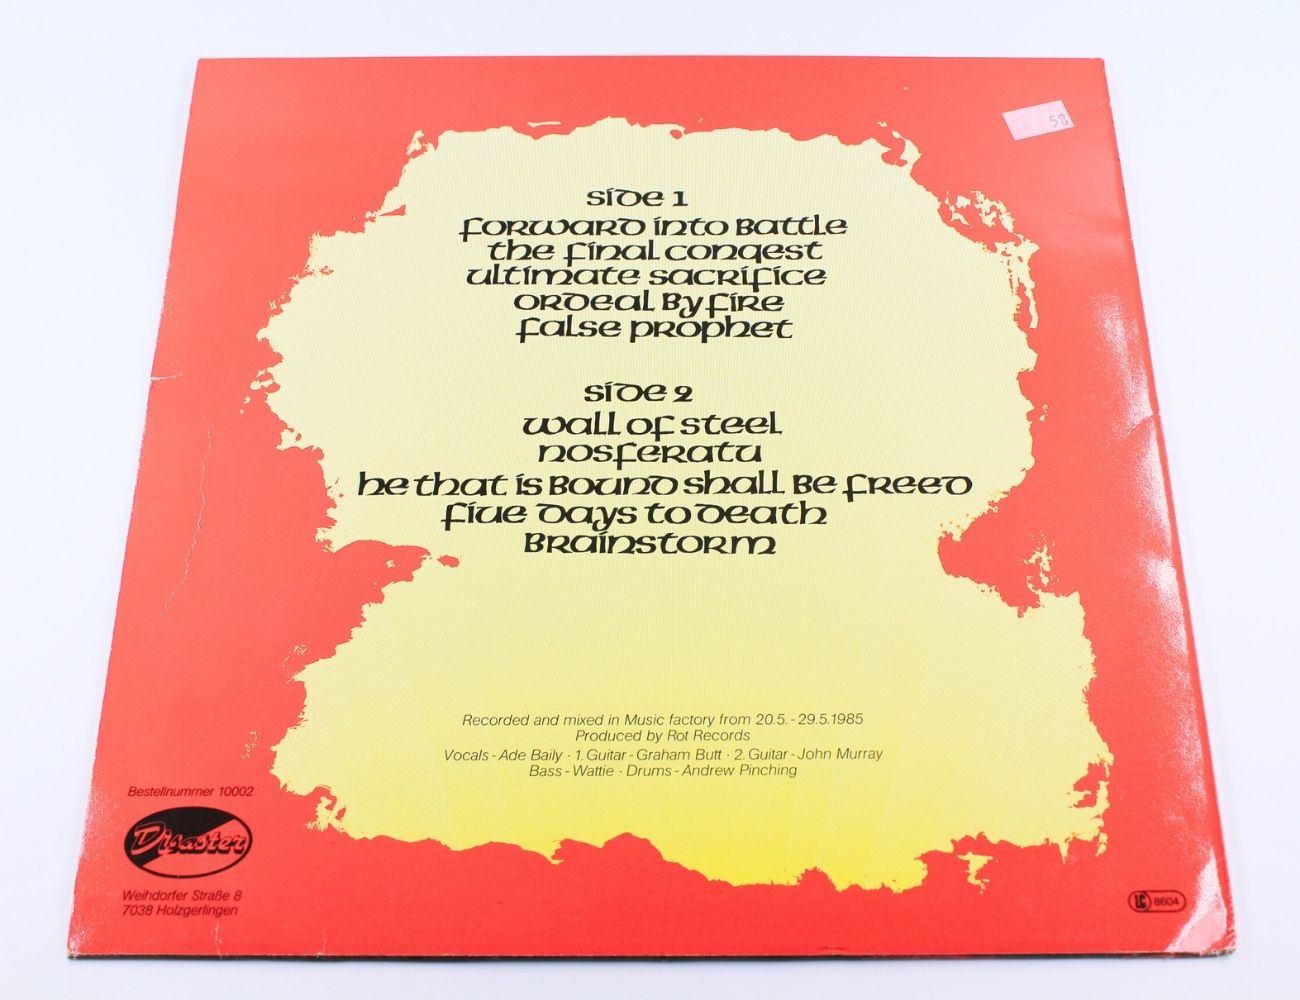 58
Side 1
Forward into Battle
The Final Conqest
Ultimate Sacrifice
Ordeal By Fire
False Prophet
Side 2
Wall of Steel
Nosferatu
He that is Bound shall Be Freed
Five Days to Death
Brainstorm
Recorded and mixed in Music factory from 20.5. - 29.5.1985
Produced by Rot Records
Vocals - Ade Baily · 1. Guitar - Graham Butt · 2. Guitar - John Murray
Bass - Wattie · Drums - Andrew Pinching
Bestellnummer 10002
Disaster
Weihdorfer Straße 8
7038 Holzgerlingen
LC 8604